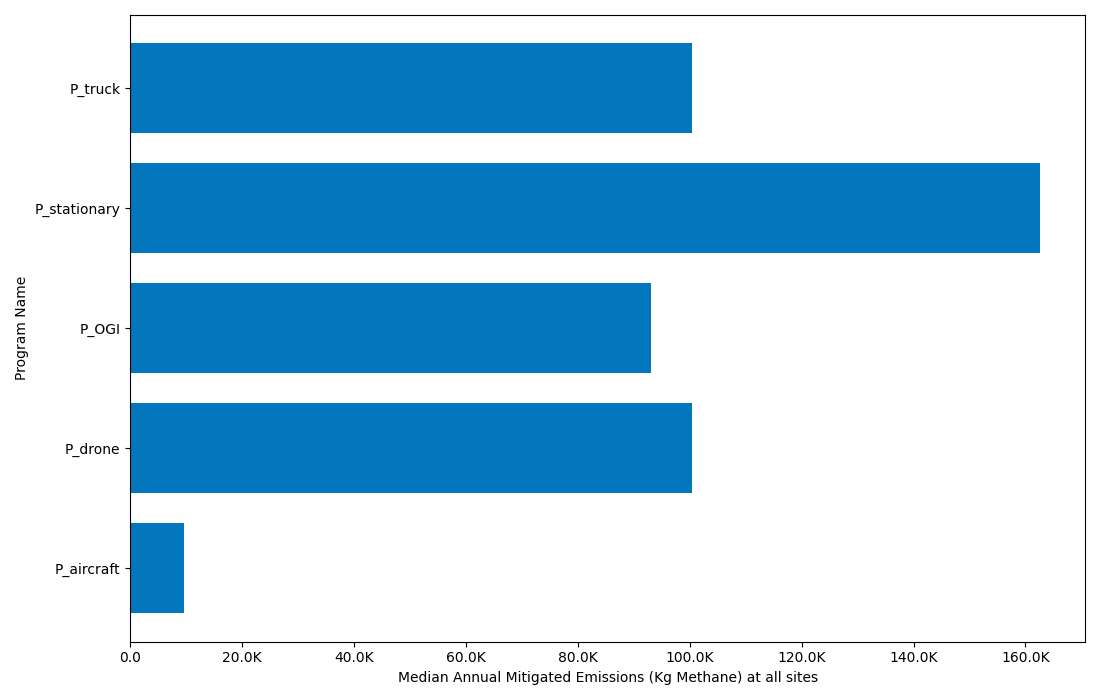 P_truck
P_stationary
P_OGI
P_drone
P_aircraft
Program Name
0.0 20.0K 40.0K 60.0K 80.0K 100.0K 120.0K 140.0K 160.0K
Median Annual Mitigated Emissions (Kg Methane) at all sites